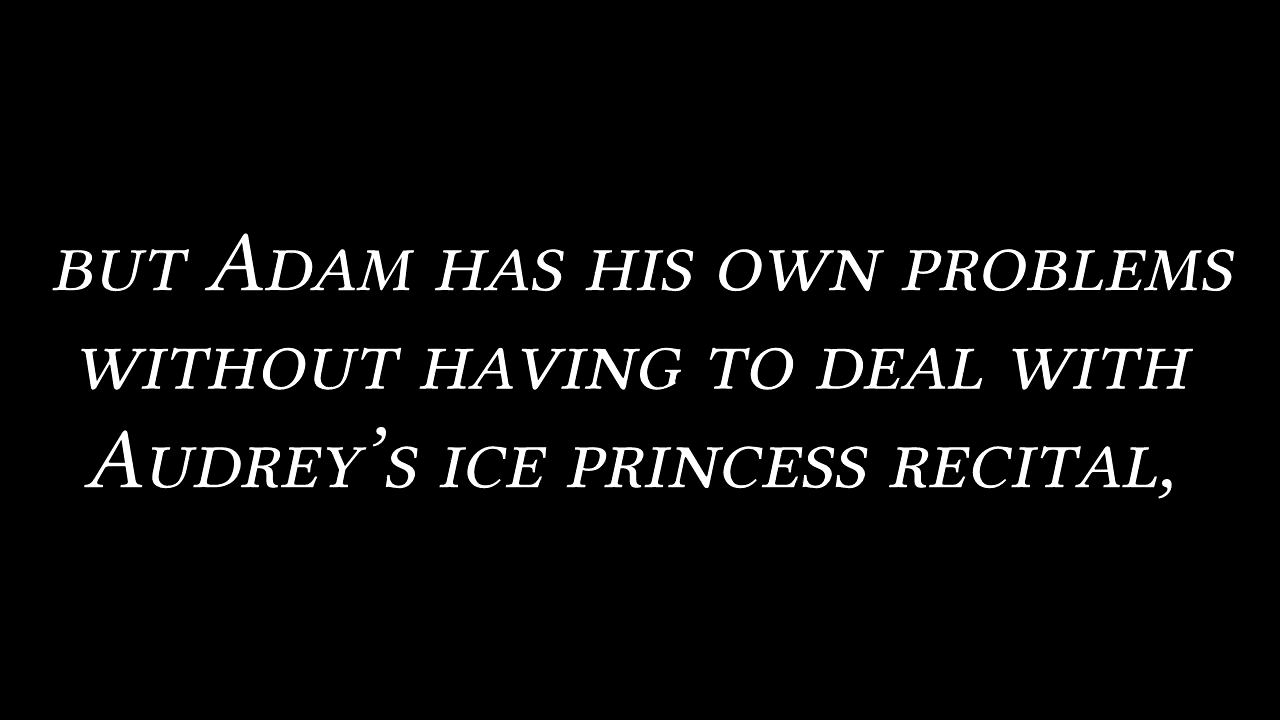 but Adam has his own problems
without having to deal with
Audrey’s ice princess recital,